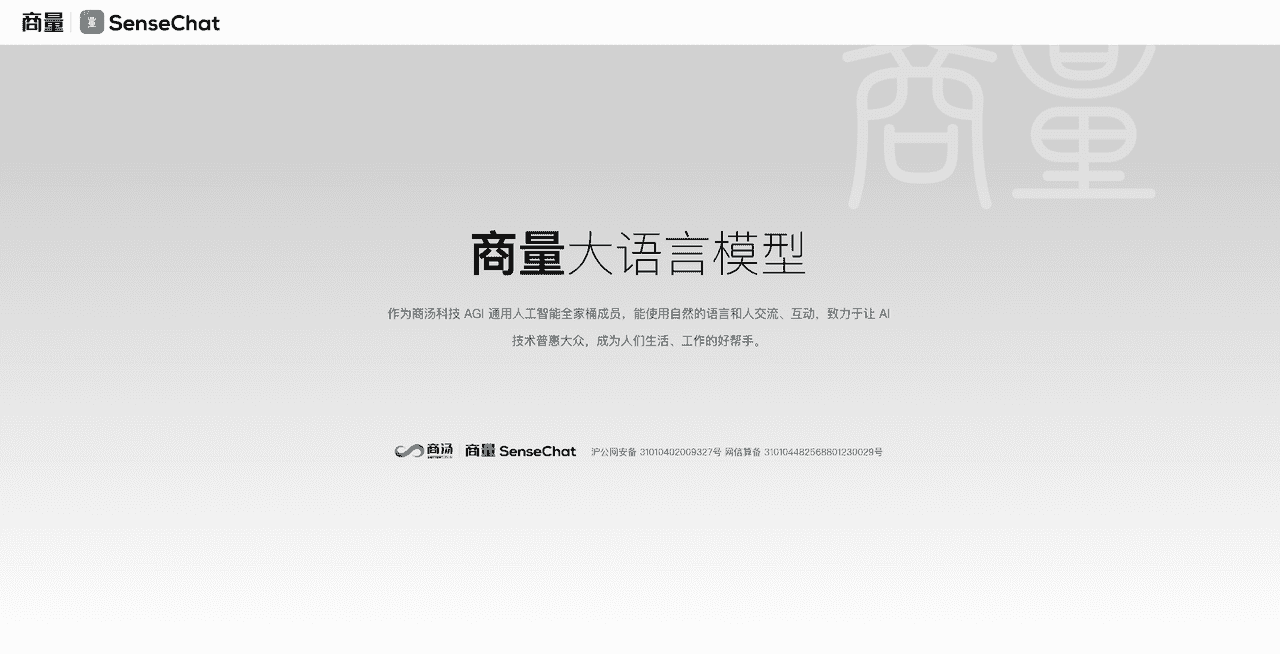 商量 SenseChat
商量
商量大语言模型
作为商汤科技 AGI 通用人工智能全家桶成员，能使用自然的语言和人交流、互动，致力于让 AI
技术普惠大众，成为人们生活、工作的好帮手。
商汤 商量 SenseChat 沪公网安备 31010402009327号 网信算备 310104482568801230029号